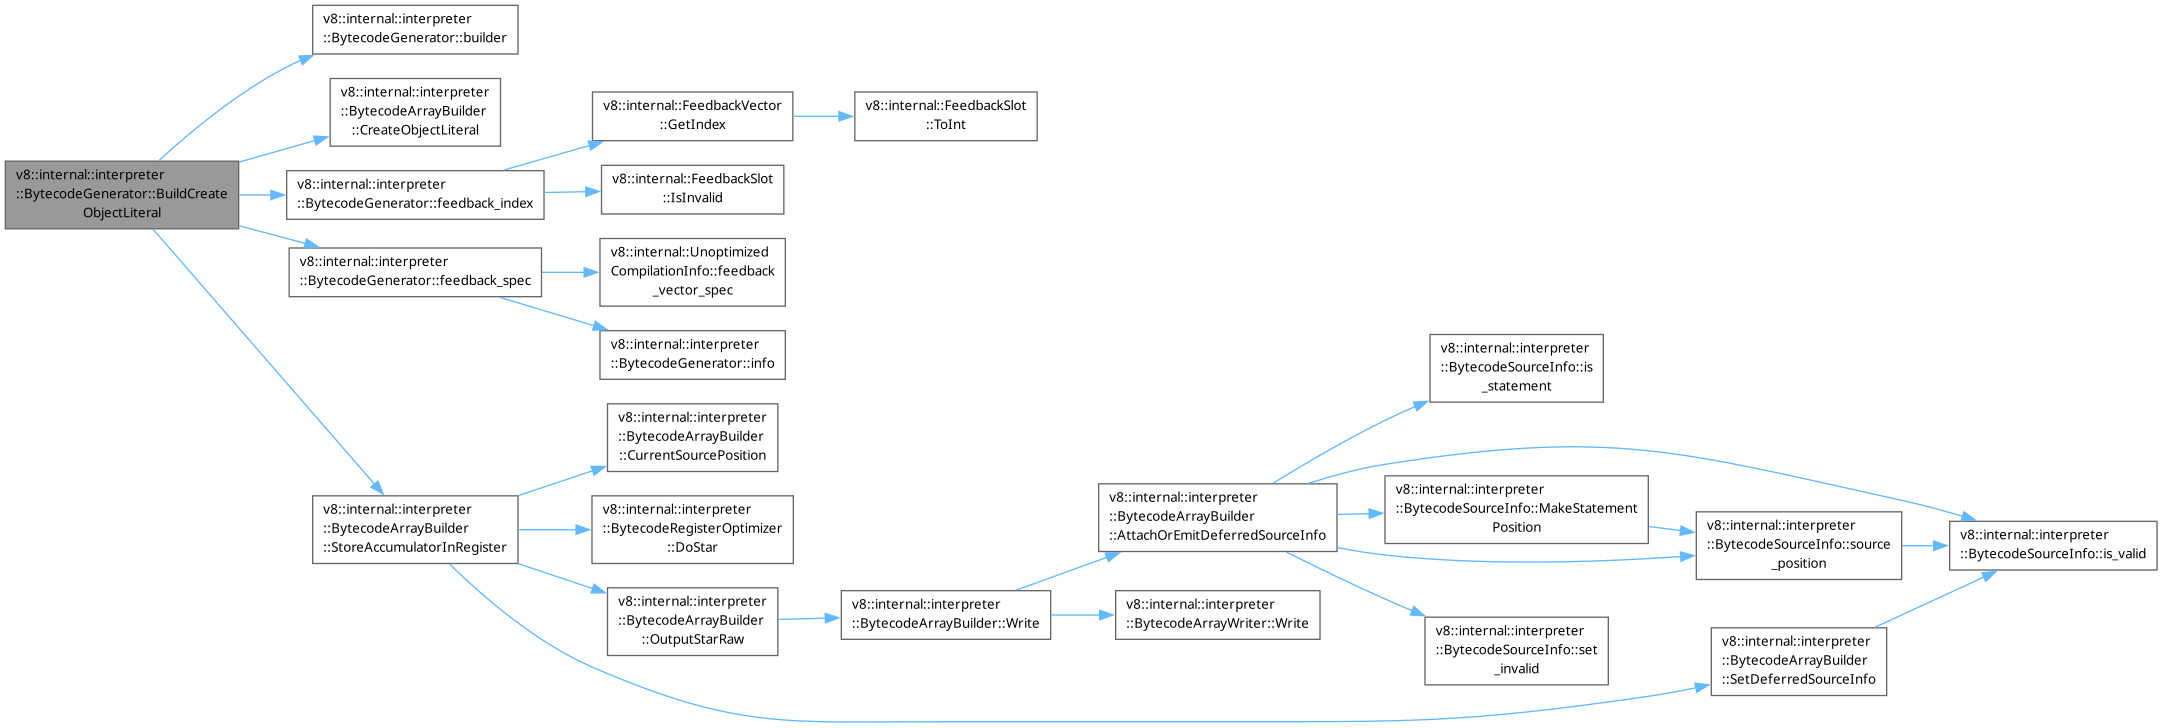 v8::internal::interpreter
::BytecodeGenerator::BuildCreate
ObjectLiteral
v8::internal::interpreter
::BytecodeGenerator::builder
v8::internal::interpreter
::BytecodeArrayBuilder
::CreateObjectLiteral
v8::internal::interpreter
::BytecodeGenerator::feedback_index
v8::internal::FeedbackVector
::GetIndex
v8::internal::FeedbackSlot
::ToInt
v8::internal::FeedbackSlot
::IsInvalid
v8::internal::interpreter
::BytecodeGenerator::feedback_spec
v8::internal::Unoptimized
CompilationInfo::feedback
_vector_spec
v8::internal::interpreter
::BytecodeGenerator::info
v8::internal::interpreter
::BytecodeArrayBuilder
::StoreAccumulatorInRegister
v8::internal::interpreter
::BytecodeArrayBuilder
::CurrentSourcePosition
v8::internal::interpreter
::BytecodeRegisterOptimizer
::DoStar
v8::internal::interpreter
::BytecodeArrayBuilder
::OutputStarRaw
v8::internal::interpreter
::BytecodeArrayBuilder::Write
v8::internal::interpreter
::BytecodeArrayBuilder
::AttachOrEmitDeferredSourceInfo
v8::internal::interpreter
::BytecodeArrayWriter::Write
v8::internal::interpreter
::BytecodeSourceInfo::is
_statement
v8::internal::interpreter
::BytecodeSourceInfo::MakeStatement
Position
v8::internal::interpreter
::BytecodeSourceInfo::source
_position
v8::internal::interpreter
::BytecodeSourceInfo::is_valid
v8::internal::interpreter
::BytecodeSourceInfo::set
_invalid
v8::internal::interpreter
::BytecodeArrayBuilder
::SetDeferredSourceInfo